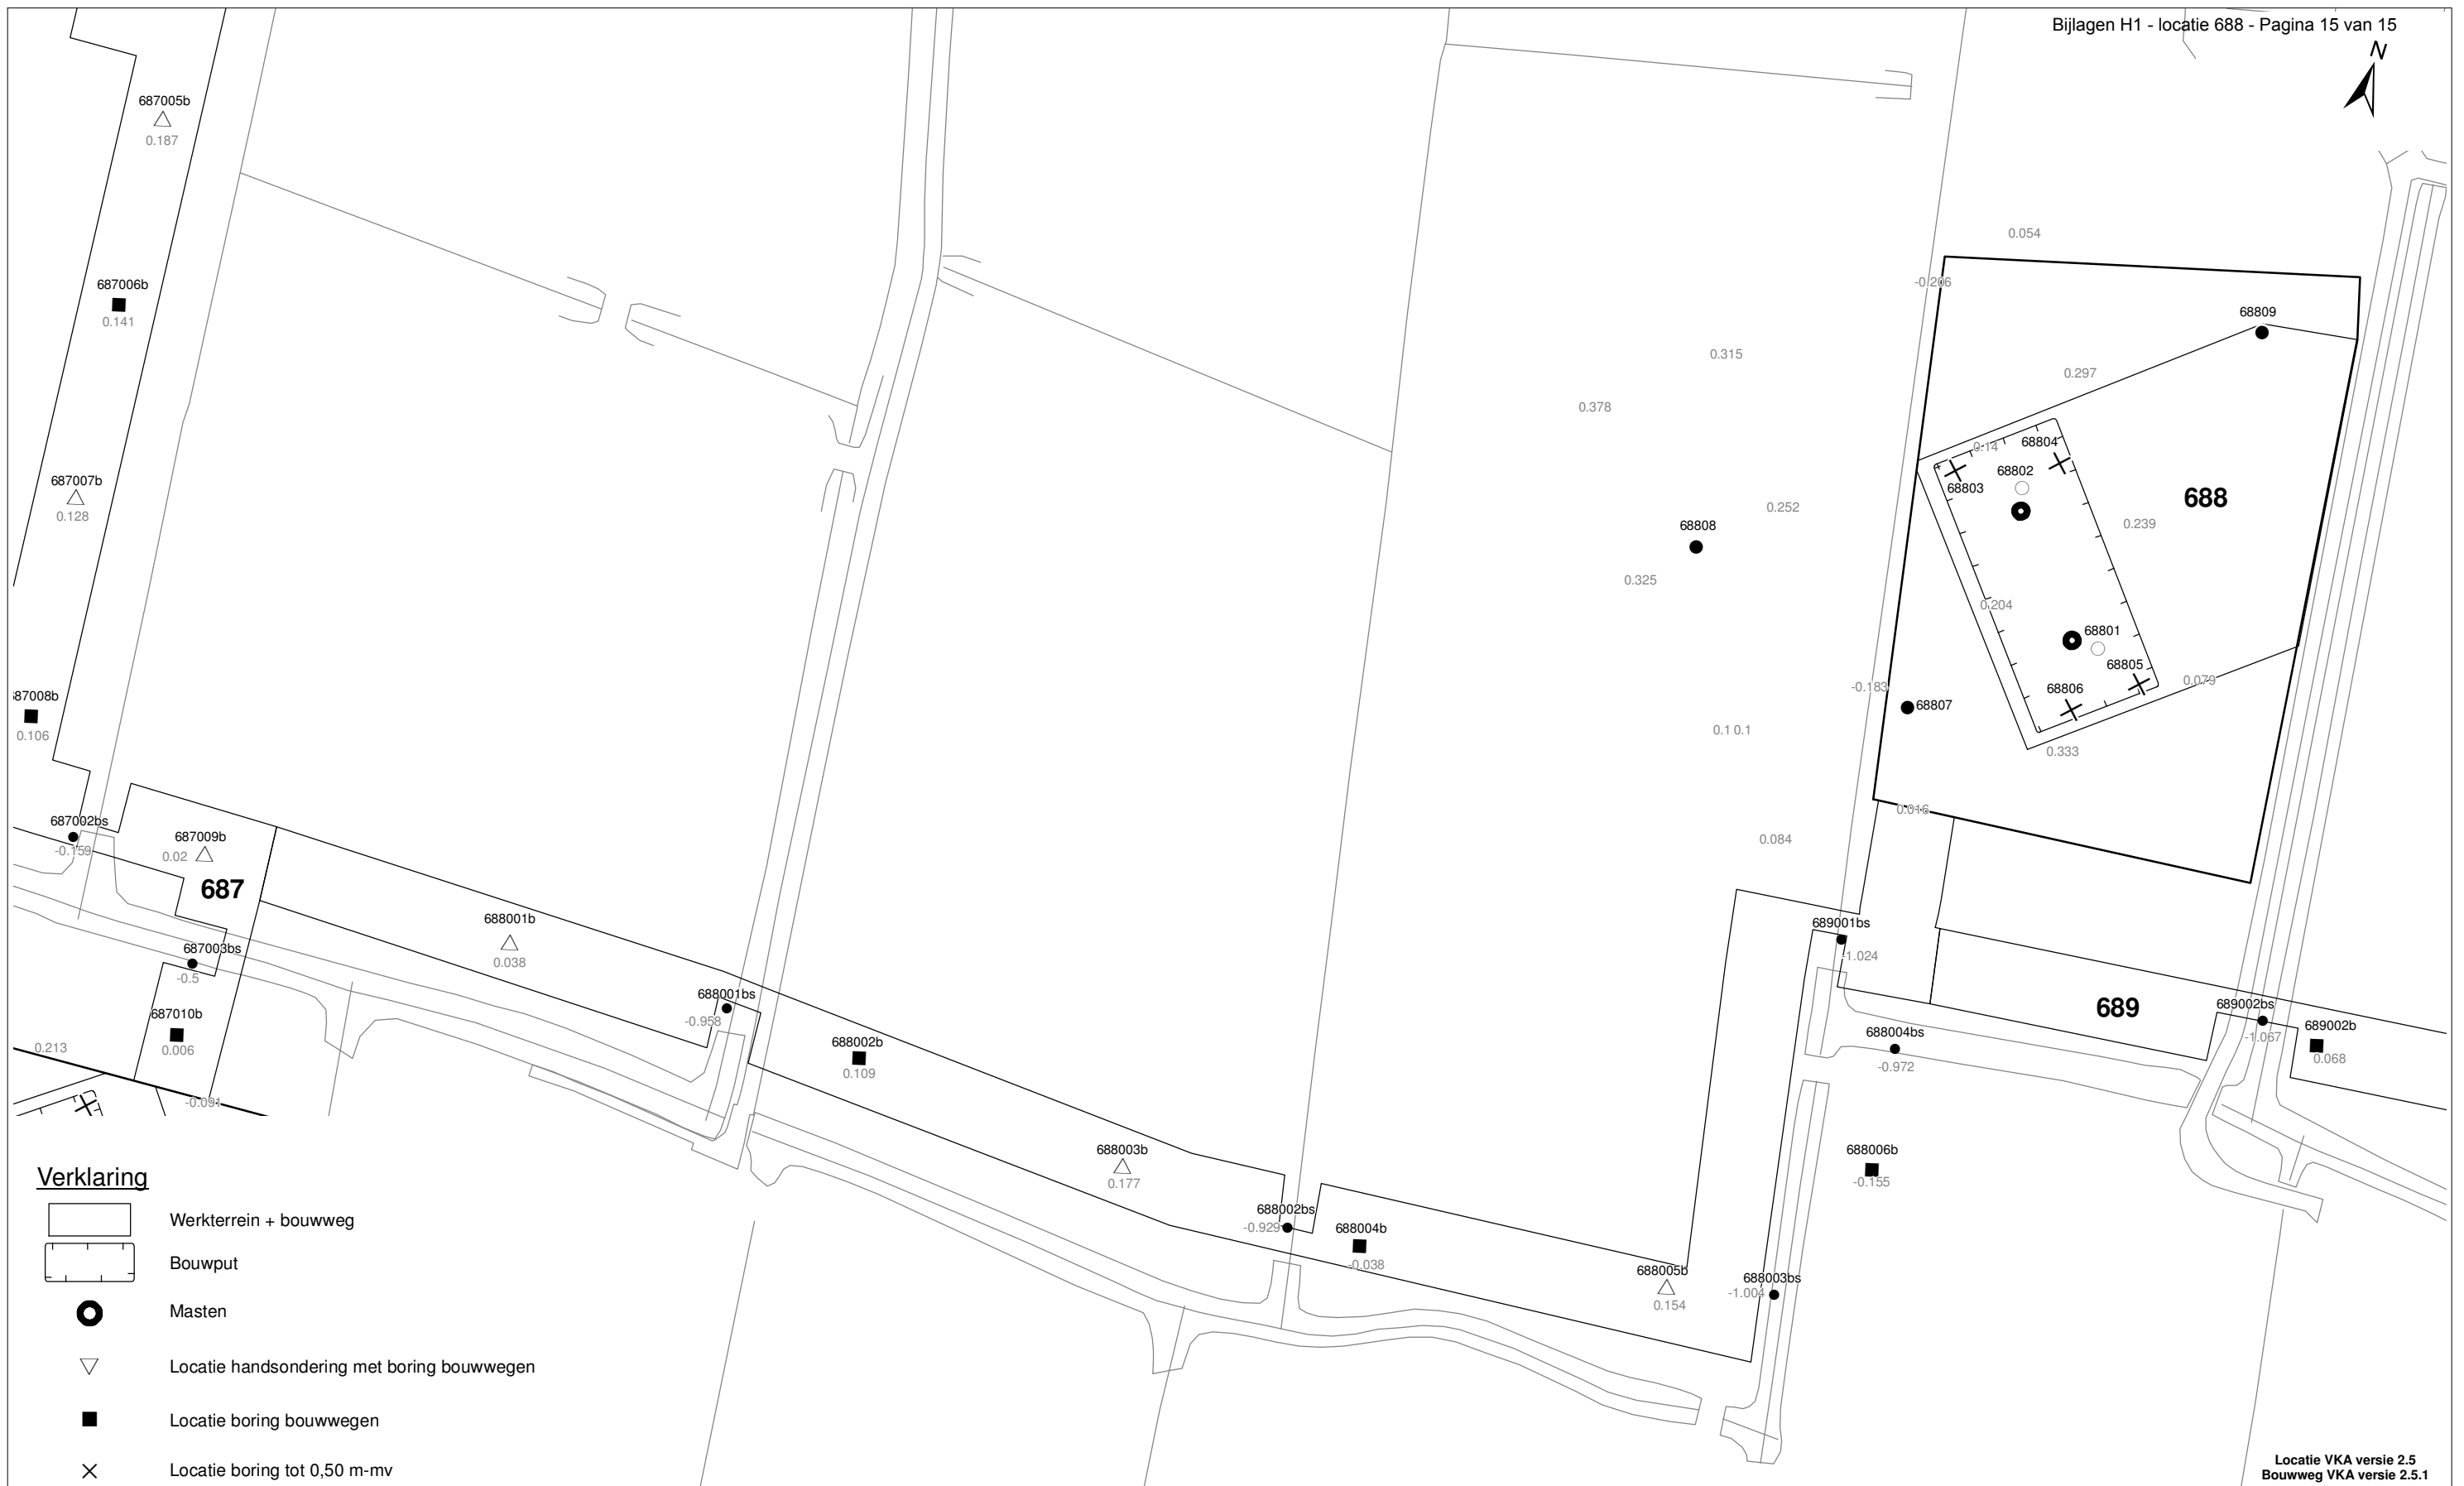 Bijlagen H1 - locatie 688 - Pagina 15 van 15
N
687005b
0.187
0.054
-0.206
687006b
0.141
68809
0.315
0.297
0.378
0.14
68804
68802
68803
687007b
0.128
688
0.252
0.239
68808
0.325
0.204
68801
68805
0.079
-0.183
68806
68807
687008b
0.106
0.1 0.1
0.333
0.016
687002bs
-0.159
687009b
0.02
0.084
687
688001b
0.038
689001bs
-1.024
687003bs
-0.5
688001bs
-0.958
689
689002bs
-1.067
689002b
0.068
687010b
0.006
0.213
688002b
0.109
688004bs
-0.972
-0.091
688003b
0.177
688006b
-0.155
688002bs
-0.929
688004b
-0.038
688005b
0.154
688003bs
-1.004
Verklaring
Werkterrein + bouwweg
Bouwput
Masten
Locatie handsondering met boring bouwwegen
Locatie boring bouwwegen
Locatie boring tot 0,50 m-mv
Locatie VKA versie 2.5
Bouwweg VKA versie 2.5.1